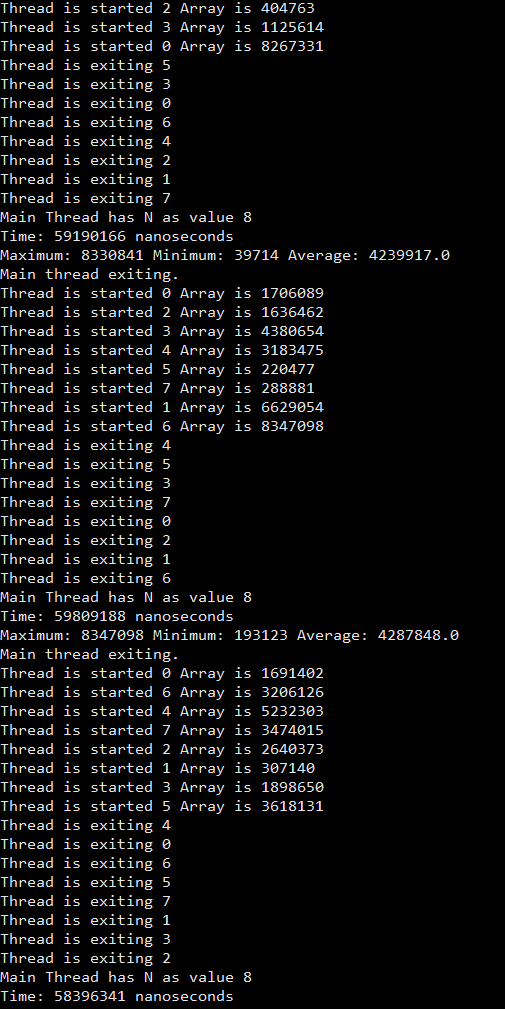 Thread is started 2 Array is 404763
Thread is started 3 Array is 1125614
Thread is started 0 Array is 8267331
Thread is exiting 5
Thread is exiting 3
Thread is exiting 0
Thread is exiting 6
Thread is exiting 4
Thread is exiting 2
Thread is exiting 1
Thread is exiting 7
Main Thread has N as value 8
Time: 59190166 nanoseconds
Maximum: 8330841 Minimum: 39714 Average: 4239917.0
Main thread exiting.
Thread is started 0 Array is 1706089
Thread is started 2 Array is 1636462
Thread is started 3 Array is 4380654
Thread is started 4 Array is 3183475
Thread is started 5 Array is 220477
Thread is started 7 Array is 288881
Thread is started 1 Array is 6629054
Thread is started 6 Array is 8347098
Thread is exiting 4
Thread is exiting 5
Thread is exiting 3
Thread is exiting 7
Thread is exiting 0
Thread is exiting 2
Thread is exiting 1
Thread is exiting 6
Main Thread has N as value 8
Time: 59809188 nanoseconds
Maximum: 8347098 Minimum: 193123 Average: 4287848.0
Main thread exiting.
Thread is started 0 Array is 1691402
Thread is started 6 Array is 3206126
Thread is started 4 Array is 5232303
Thread is started 7 Array is 3474015
Thread is started 2 Array is 2640373
Thread is started 1 Array is 307140
Thread is started 3 Array is 1898650
Thread is started 5 Array is 3618131
Thread is exiting 4
Thread is exiting 0
Thread is exiting 6
Thread is exiting 5
Thread is exiting 7
Thread is exiting 1
Thread is exiting 3
Thread is exiting 2
Main Thread has N as value 8
Time: 58396341 nanoseconds